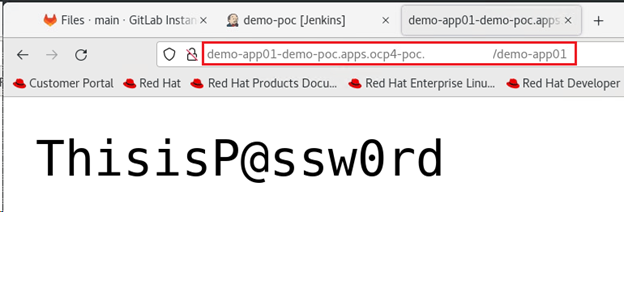 Files · main · GitLab Instan
demo-poc [Jenkins]
demo-app01-demo-poc.apps
demo-app01-demo-poc.apps.ocp4-poc. /demo-app01
Customer Portal
Red Hat
Red Hat Products Docu...
Red Hat Enterprise Linu...
Red Hat Developer
ThisisP@ssw0rd